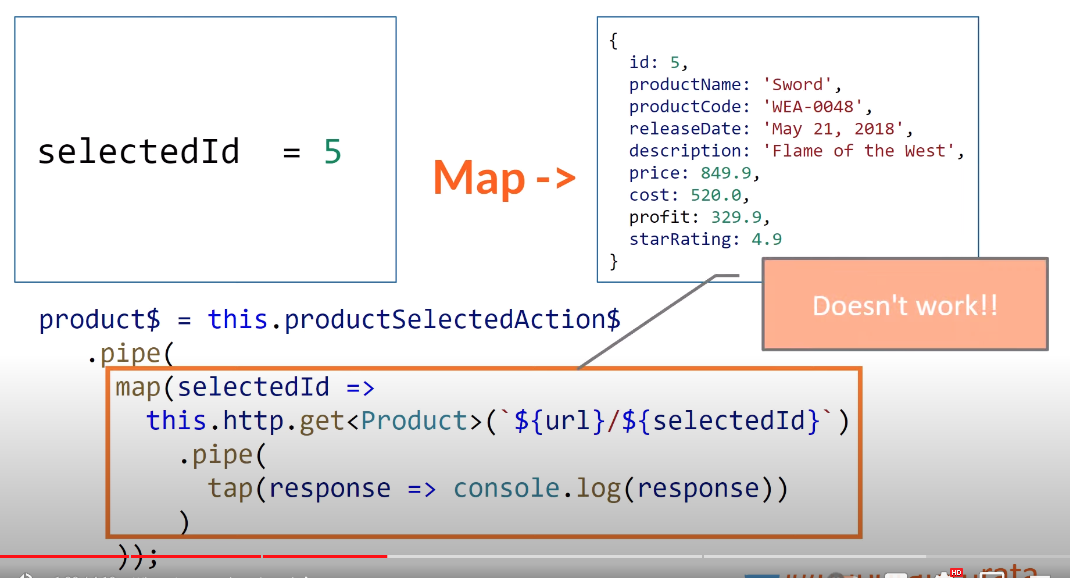 selectedId = 5
Map ->
{
id: 5,
productName: 'Sword',
productCode: 'WEA-0048',
releaseDate: 'May 21, 2018',
description: 'Flame of the West',
price: 849.9,
cost: 520.0,
profit: 329.9,
starRating: 4.9
}
Doesn't work!!
product$ = this.productSelectedAction$
.pipe(
map(selectedId =>
this.http.get<Product>(`${url}/${selectedId}`)
.pipe(
tap(response => console.log(response))
)
));
HD